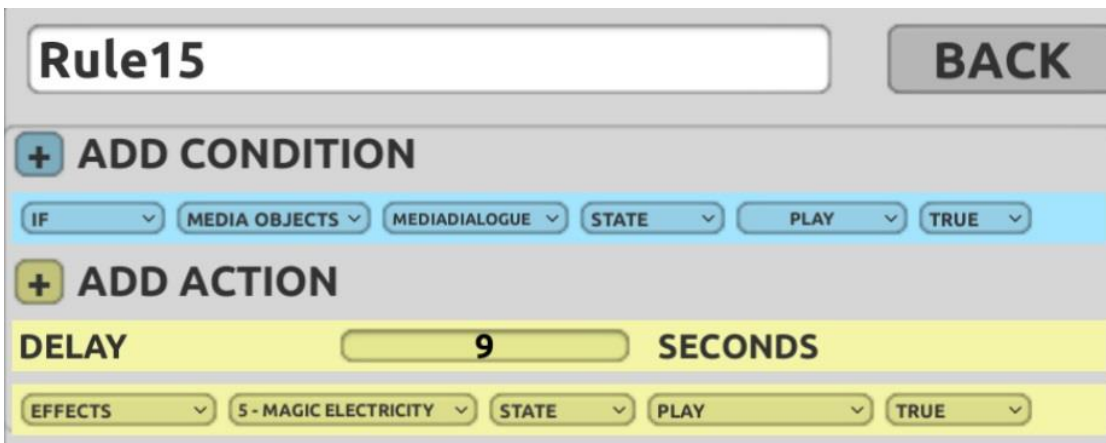 Rule15 BACK
+ ADD CONDITION
IF MEDIA OBJECTS MEDIADIALOGUE STATE PLAY TRUE
+ ADD ACTION
DELAY 9 SECONDS
EFFECTS 5 - MAGIC ELECTRICITY STATE PLAY TRUE